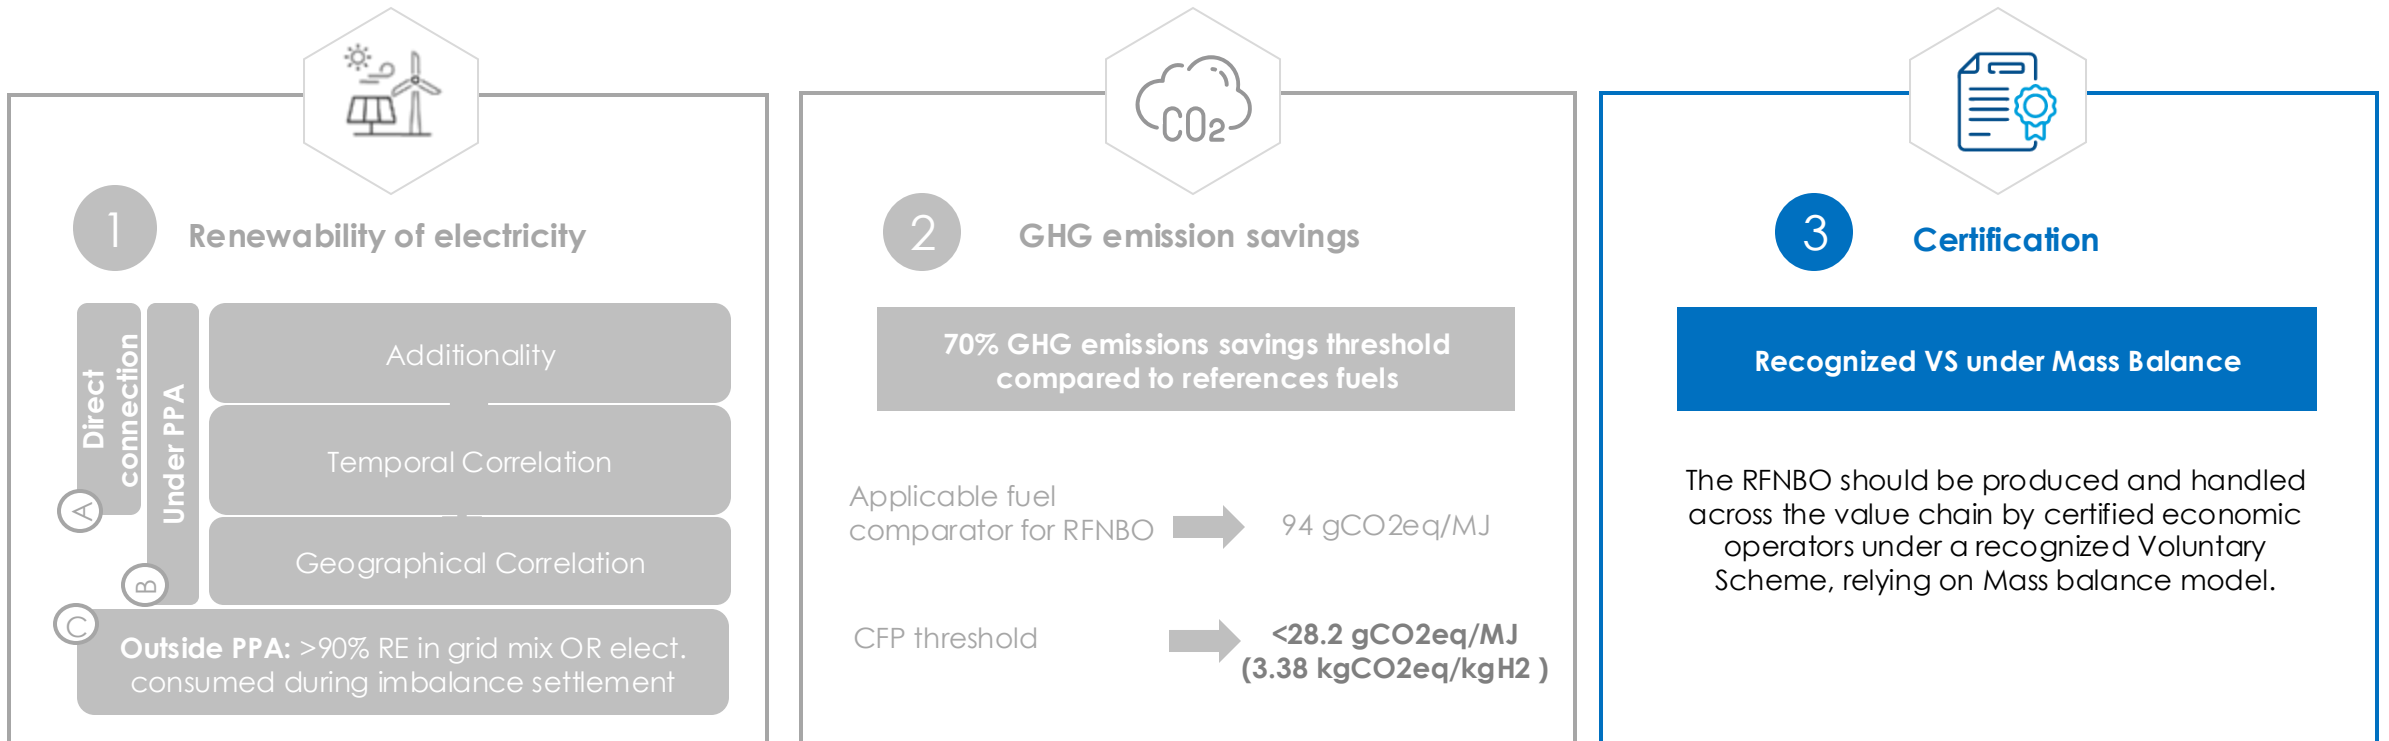 1
Renewability of electricity
Direct
connection
A
Under PPA
B
Additionality
Temporal Correlation
Geographical Correlation
C
Outside PPA: >90% RE in grid mix OR elect.
consumed during imbalance settlement
CO2
2
GHG emission savings
70% GHG emissions savings threshold
compared to references fuels
Applicable fuel
comparator for RFNBO
94 gCO2eq/MJ
CFP threshold
<28.2 gCO2eq/MJ
(3.38 kgCO2eq/kgH2 )
3
Certification
Recognized VS under Mass Balance
The RFNBO should be produced and handled
across the value chain by certified economic
operators under a recognized Voluntary
Scheme, relying on Mass balance model.